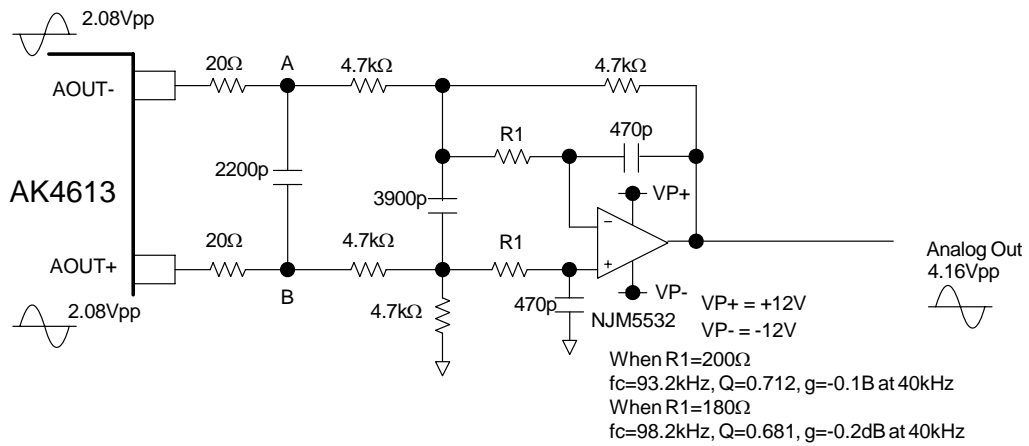 2.08Vpp
AOUT-
20Ω
A
4.7kΩ
4.7kΩ
R1
470p
2200p
AK4613
3900p
VP+
−
+
20Ω
4.7kΩ
R1
AOUT+
B
VP-
470p
NJM5532
4.7kΩ
2.08Vpp
Analog Out
4.16Vpp
VP+ = +12V
VP- = -12V
When R1=200Ω
fc=93.2kHz, Q=0.712, g=-0.1B at 40kHz
When R1=180Ω
fc=98.2kHz, Q=0.681, g=-0.2dB at 40kHz